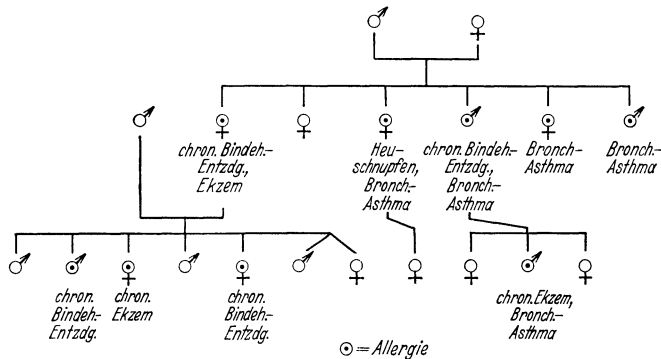 chron. Bindeh.-
Entzdg.,
Ekzem
Heu-
schnupfen,
Bronch.-
Asthma
chron. Bindeh.-
Entzdg.,
Bronch.-
Asthma
Bronch.-
Asthma
Bronch.-
Asthma
chron.
Bindeh.-
Entzdg.
chron.
Ekzem
chron.
Bindeh.-
Entzdg.
chron. Ekzem,
Bronch.-
Asthma
= Allergie